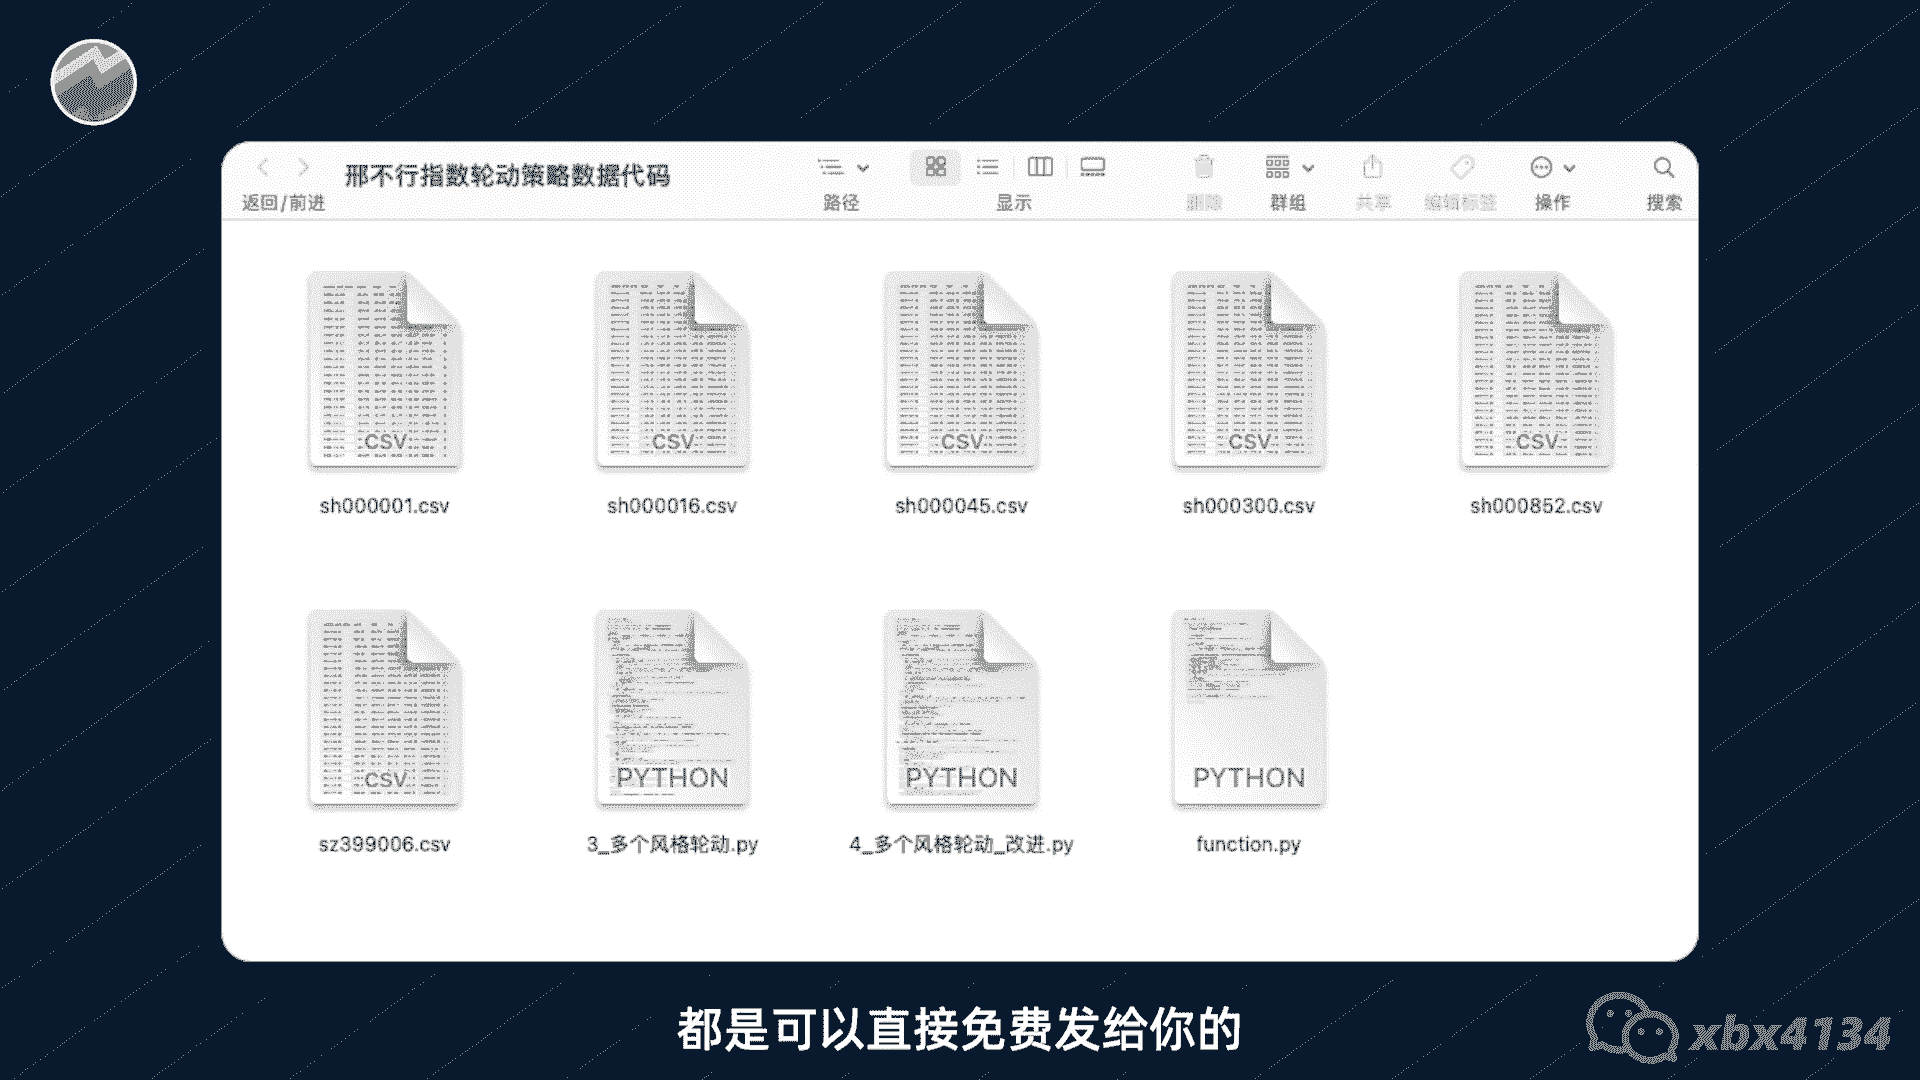 邢不行指数轮动策略数据代码
返回/前进 路径 显示 删除 群组 共享 编辑标签 操作 搜索
CSV CSV CSV CSV CSV
sh000001.csv sh000016.csv sh000045.csv sh000300.csv sh000852.csv
CSV PYTHON PYTHON PYTHON
sz399006.csv 3_多个风格轮动.py 4_多个风格轮动_改进.py function.py
都是可以直接免费发给你的
xbx4134